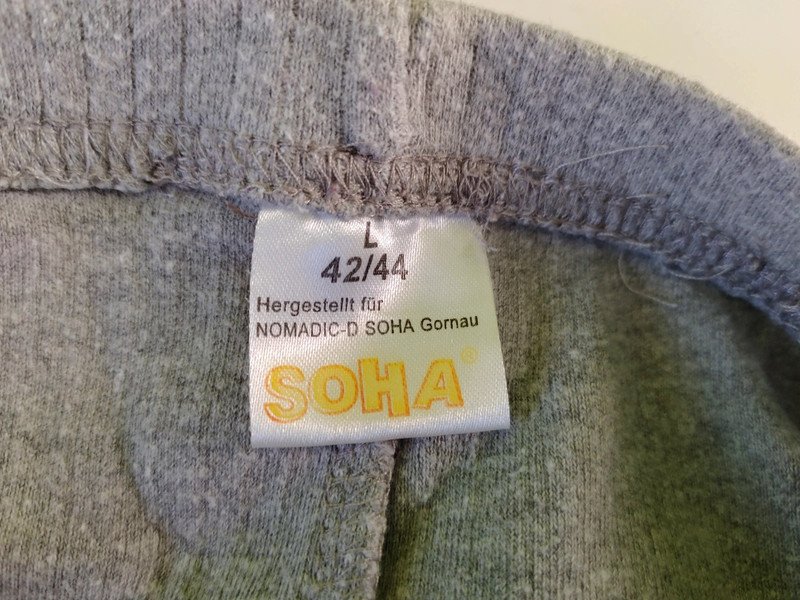 L
42/44
Hergestellt für
NOMADIC-D SOHA Gornau
SOHA®